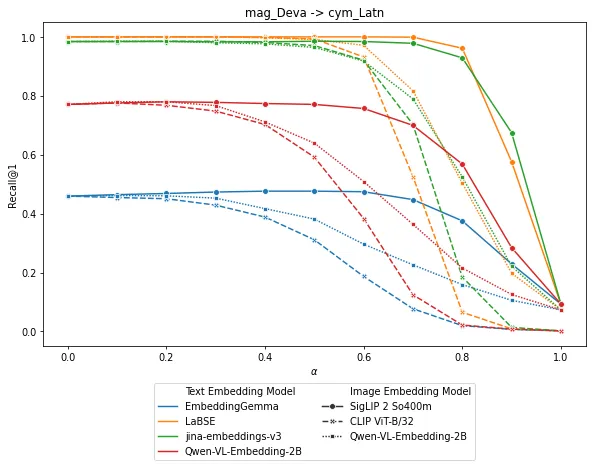 mag_Deva -> cym_Latn
1.0
0.8
0.6
0.4
0.2
0.0
Recall@1
0.0 0.2 0.4 0.6 0.8 1.0
α
Text Embedding Model Image Embedding Model
EmbeddingGemma SigLIP 2 So400m
LaBSE CLIP ViT-B/32
jina-embeddings-v3 Qwen-VL-Embedding-2B
Qwen-VL-Embedding-2B